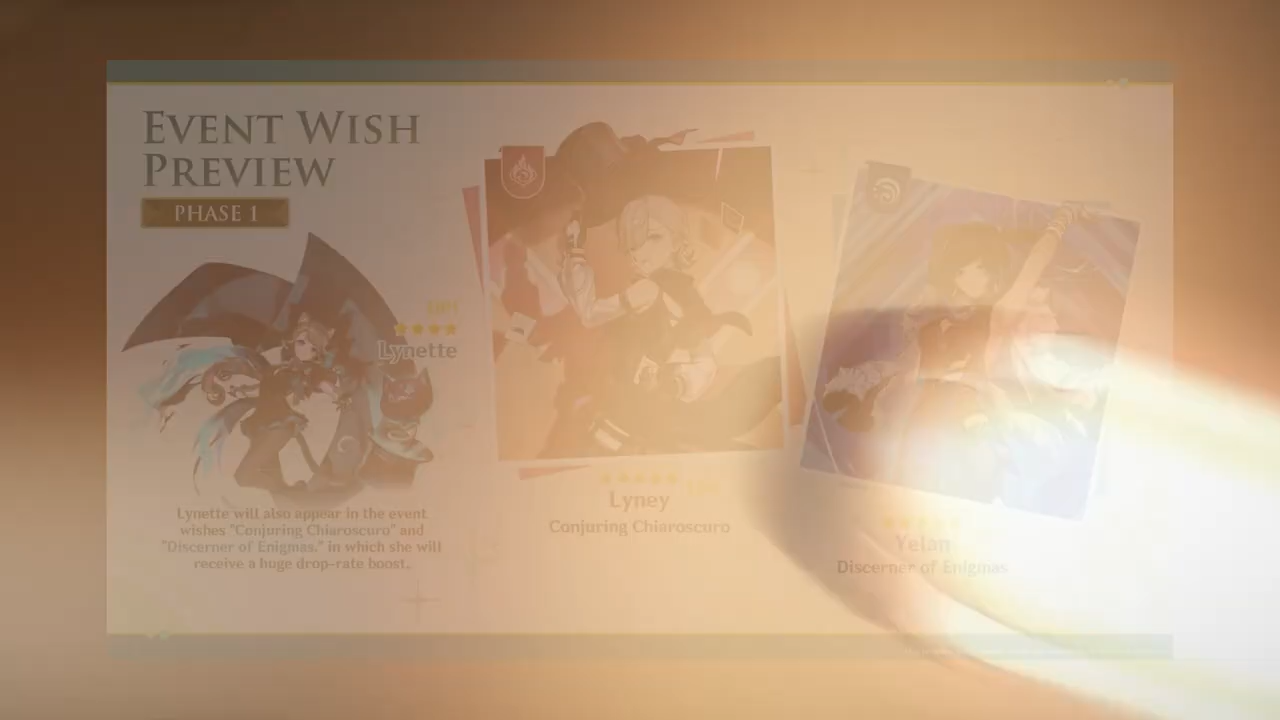 EVENT WISH
PREVIEW
PHASE 1
Lynette
Lynette will also appear in the event
wishes "Conjuring Chiaroscuro" and
"Discerner of Enigmas," in which she will
receive a huge drop-rate boost.
Lyney
Conjuring Chiaroscuro
Yelan
Discerner of Enigmas